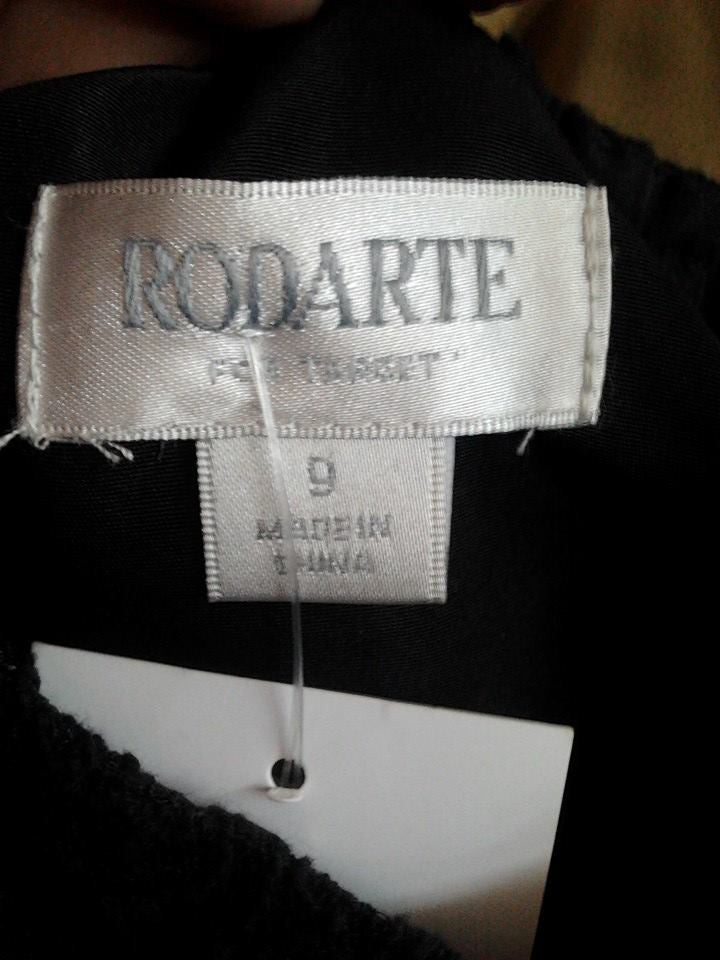 RODARTE
FOR TARGET
9
MADE IN
CHINA